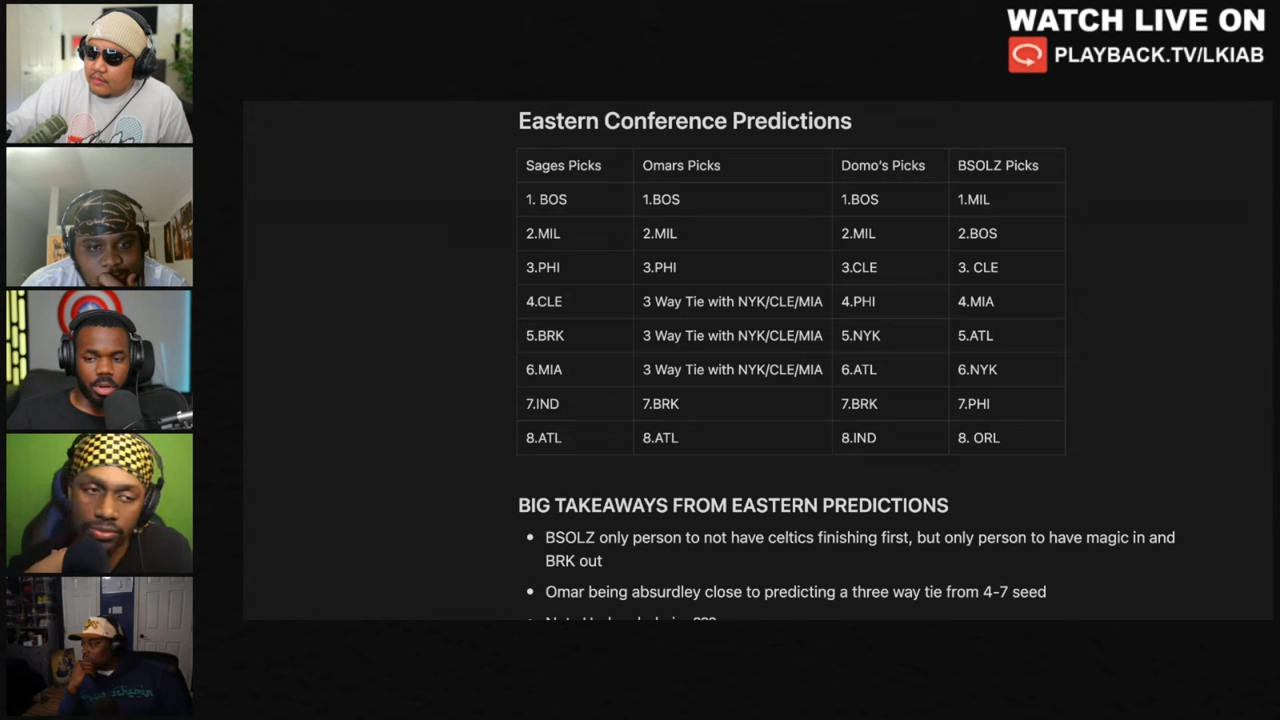 WATCH LIVE ON
PLAYBACK.TV/LKIAB
Eastern Conference Predictions
Sages Picks Omars Picks Domo's Picks BSOLZ Picks
1. BOS 1.BOS 1.BOS 1.MIL
2.MIL 2.MIL 2.MIL 2.BOS
3.PHI 3.PHI 3.CLE 3. CLE
4.CLE 3 Way Tie with NYK/CLE/MIA 4.PHI 4.MIA
5.BRK 3 Way Tie with NYK/CLE/MIA 5.NYK 5.ATL
6.MIA 3 Way Tie with NYK/CLE/MIA 6.ATL 6.NYK
7.IND 7.BRK 7.BRK 7.PHI
8.ATL 8.ATL 8.IND 8. ORL
BIG TAKEAWAYS FROM EASTERN PREDICTIONS
• BSOLZ only person to not have celtics finishing first, but only person to have magic in and
BRK out
• Omar being absurdley close to predicting a three way tie from 4-7 seed